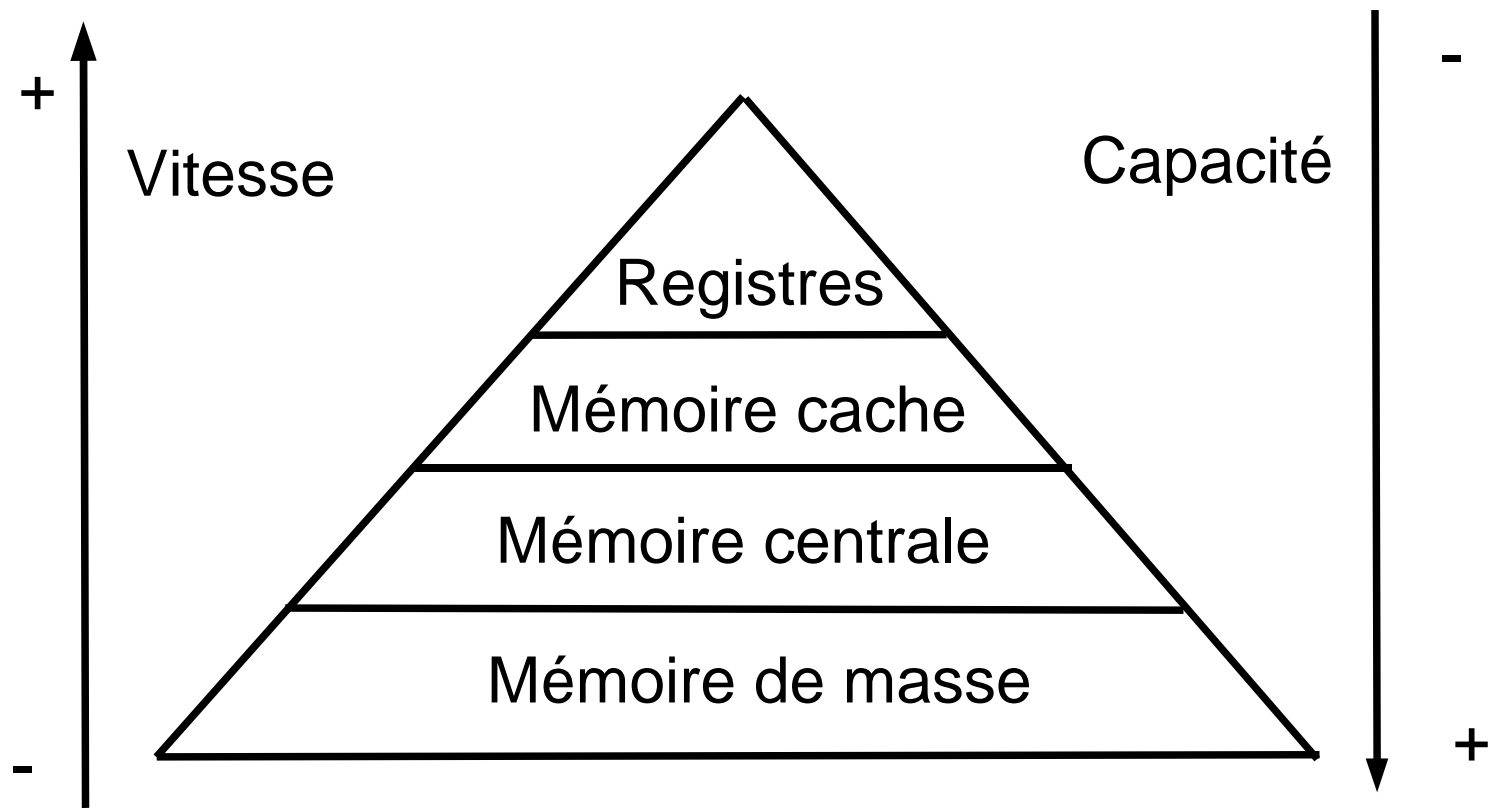 -
+
Vitesse
Capacité
Registres
Mémoire cache
Mémoire centrale
Mémoire de masse
-
+